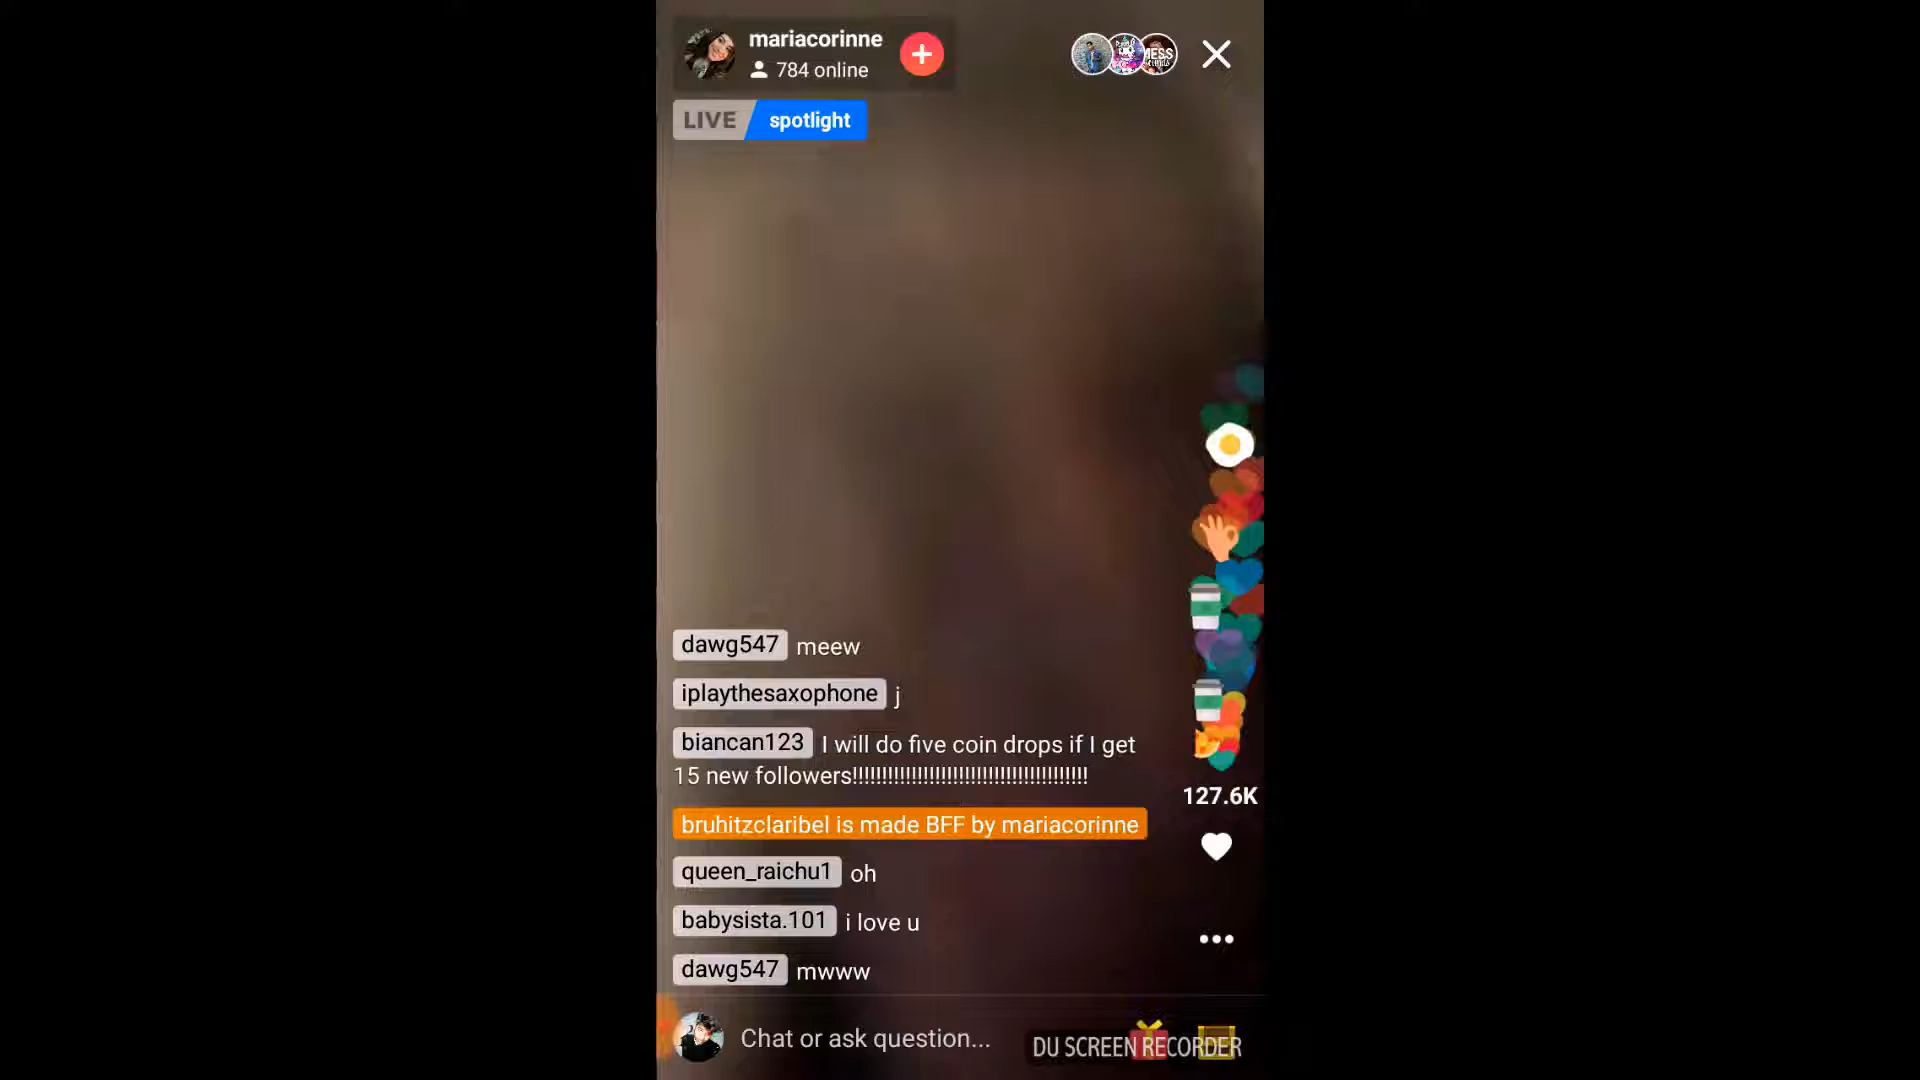 mariacorinne
784 online
LIVE spotlight
MESS
dawg547 meew
iplaythesaxophone j
biancan123 I will do five coin drops if I get
15 new followers!!!!!!!!!!!!!!!!!!!!!!!!!!!!!!!!!!!!!!!
bruhitzclaribel is made BFF by mariacorinne
queen_raichu1 oh
babysista.101 i love u
dawg547 mwww
127.6K
Chat or ask question...
DU SCREEN RECORDER